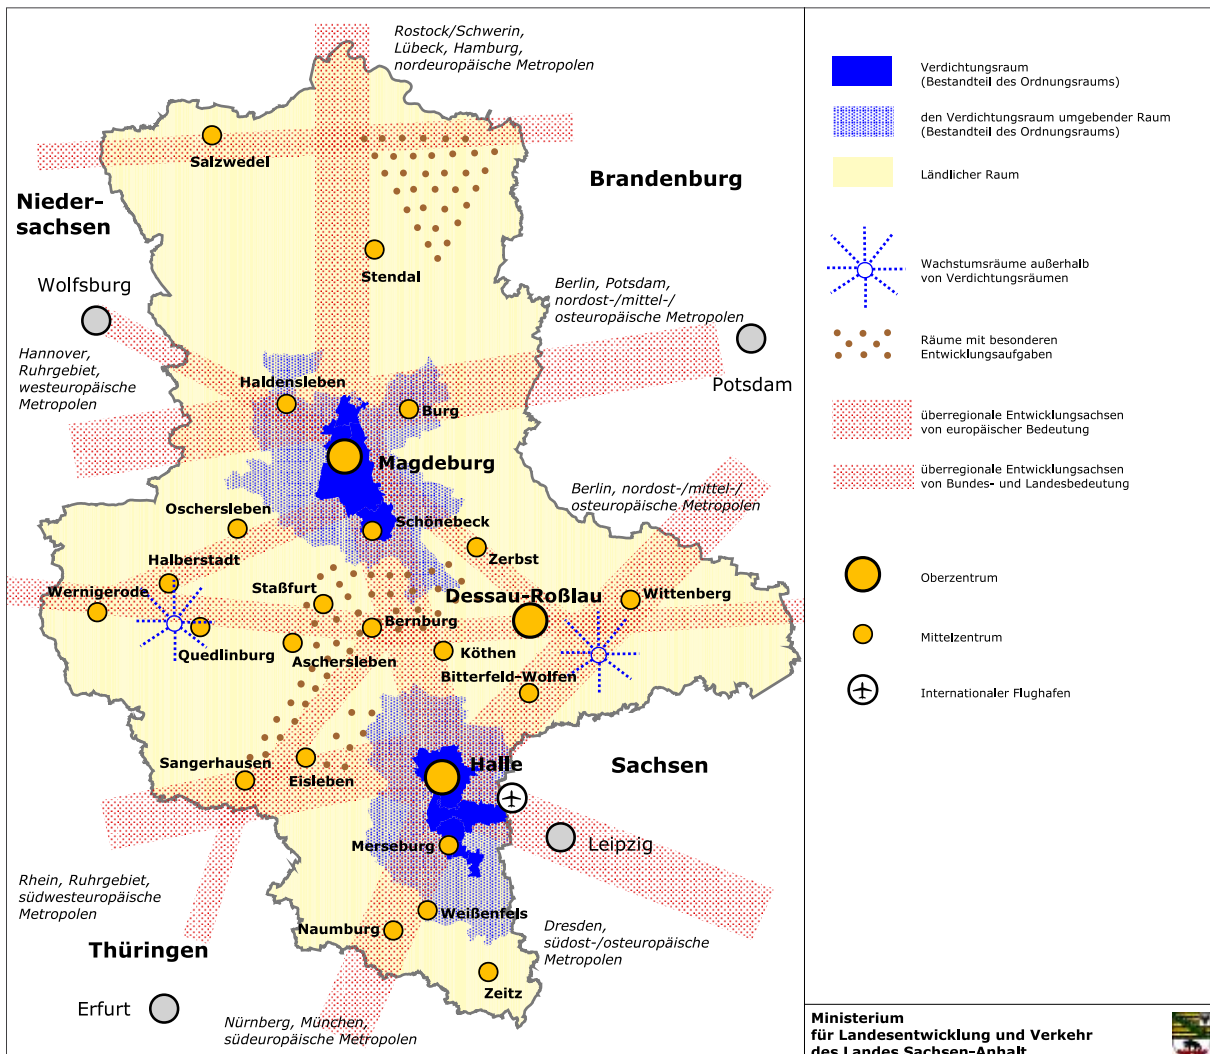 Rostock/Schwerin,
Lübeck, Hamburg,
nordeuropäische Metropolen
Salzwedel
Brandenburg
Nieder-
sachsen
Stendal
Wolfsburg
Berlin, Potsdam,
nordost-/mittel-/
osteuropäische Metropolen
Hannover,
Ruhrgebiet,
westeuropäische
Metropolen
Potsdam
Haldensleben
Burg
Magdeburg
Berlin, nordost-/mittel-/
osteuropäische Metropolen
Oschersleben
Schönebeck
Halberstadt
Zerbst
Wernigerode
Staßfurt
Dessau-Roßlau
Wittenberg
Quedlinburg
Bernburg
Aschersleben
Köthen
Bitterfeld-Wolfen
Sangerhausen
Eisleben
Halle
Sachsen
Merseburg
Leipzig
Rhein, Ruhrgebiet,
südwesteuropäische
Metropolen
Weißenfels
Naumburg
Dresden,
südost-/osteuropäische
Metropolen
Thüringen
Zeitz
Erfurt
Nürnberg, München,
südeuropäische Metropolen
Verdichtungsraum
(Bestandteil des Ordnungsraums)
den Verdichtungsraum umgebender Raum
(Bestandteil des Ordnungsraums)
Ländlicher Raum
Wachstumsräume außerhalb
von Verdichtungsräumen
Räume mit besonderen
Entwicklungsaufgaben
überregionale Entwicklungsachsen
von europäischer Bedeutung
überregionale Entwicklungsachsen
von Bundes- und Landesbedeutung
Oberzentrum
Mittelzentrum
Internationaler Flughafen
Ministerium
für Landesentwicklung und Verkehr
des Landes Sachsen-Anhalt